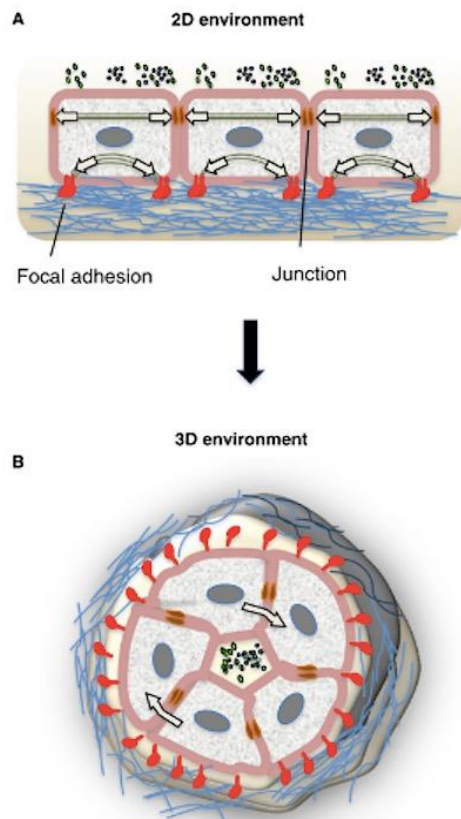 A
2D environment
Focal adhesion
Junction
3D environment
B